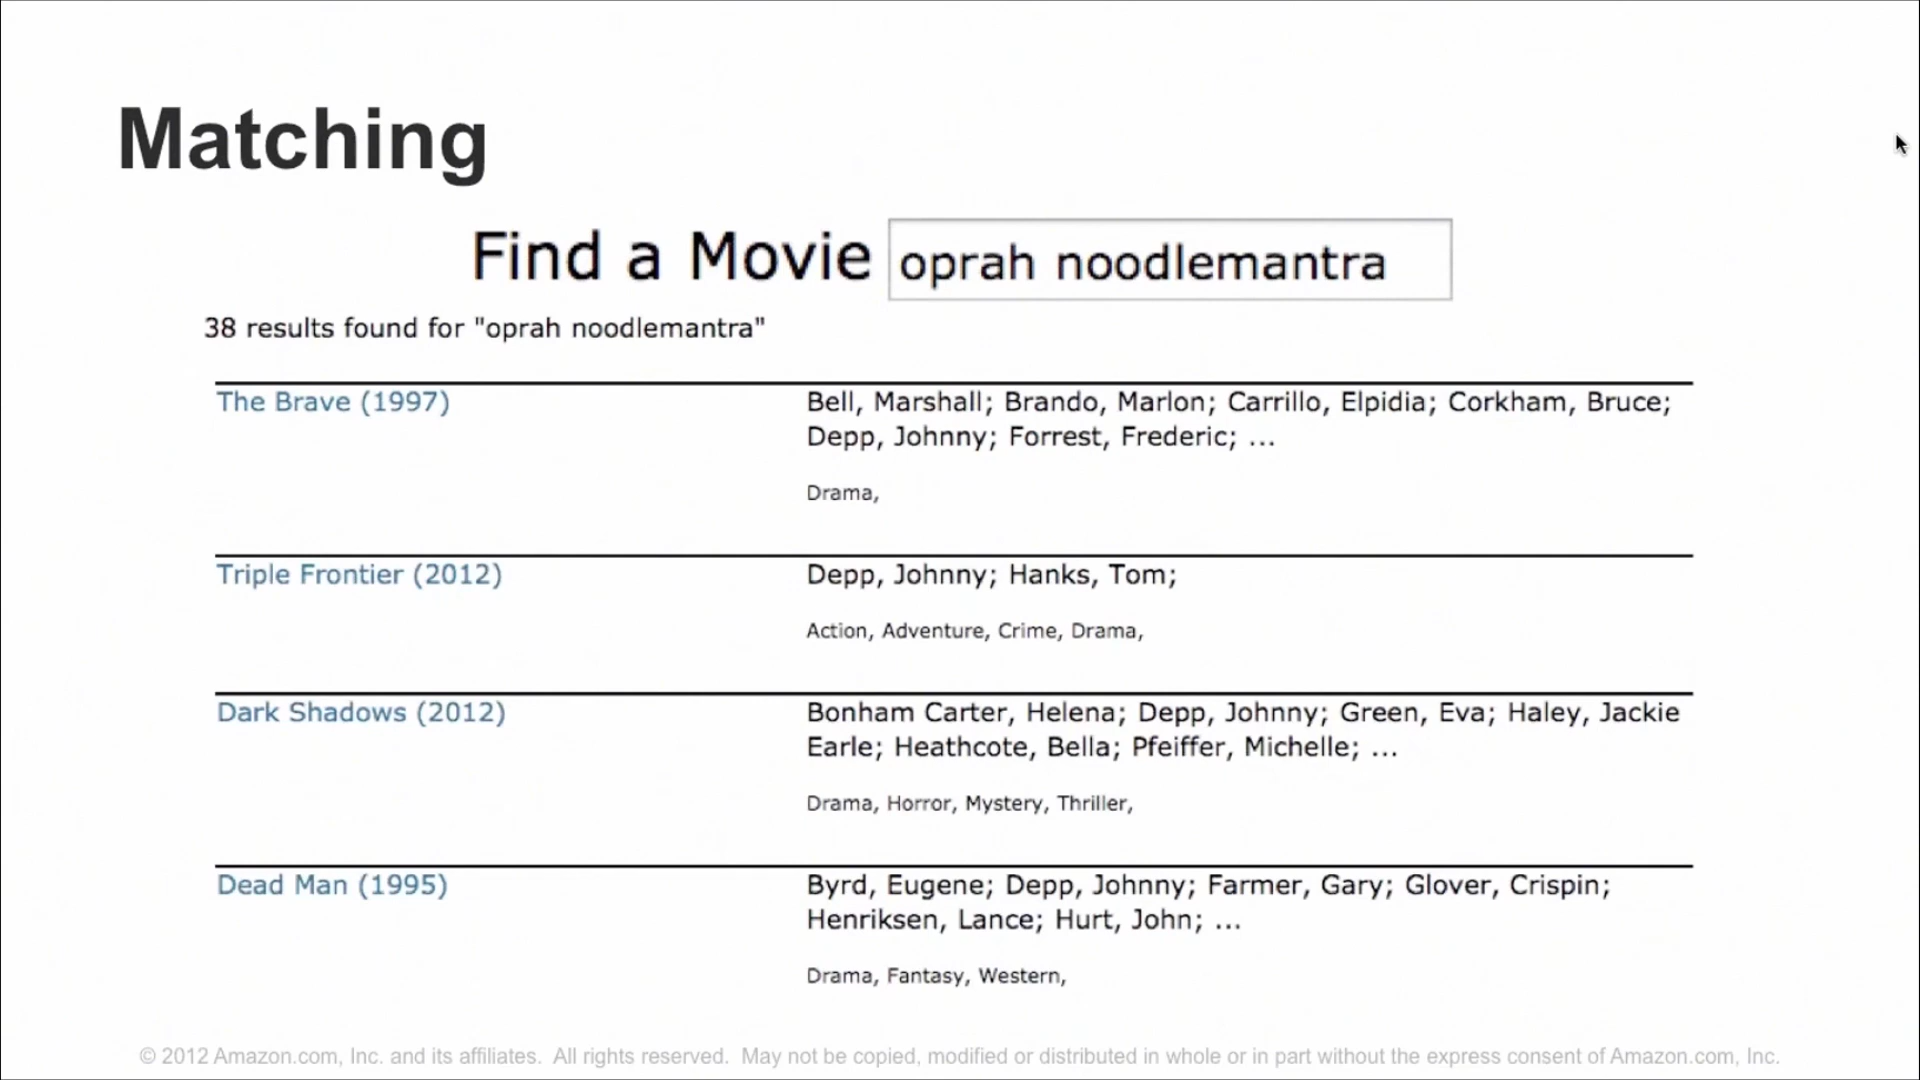 Matching
Find a Movie oprah noodlemantra
38 results found for "oprah noodlemantra"
The Brave (1997)
Bell, Marshall; Brando, Marlon; Carrillo, Elpidia; Corkham, Bruce;
Depp, Johnny; Forrest, Frederic; ...
Drama,
Triple Frontier (2012)
Depp, Johnny; Hanks, Tom;
Action, Adventure, Crime, Drama,
Dark Shadows (2012)
Bonham Carter, Helena; Depp, Johnny; Green, Eva; Haley, Jackie
Earle; Heathcote, Bella; Pfeiffer, Michelle; ...
Drama, Horror, Mystery, Thriller,
Dead Man (1995)
Byrd, Eugene; Depp, Johnny; Farmer, Gary; Glover, Crispin;
Henriksen, Lance; Hurt, John; ...
Drama, Fantasy, Western,
© 2012 Amazon.com, Inc. and its affiliates. All rights reserved. May not be copied, modified or distributed in whole or in part without the express consent of Amazon.com, Inc.